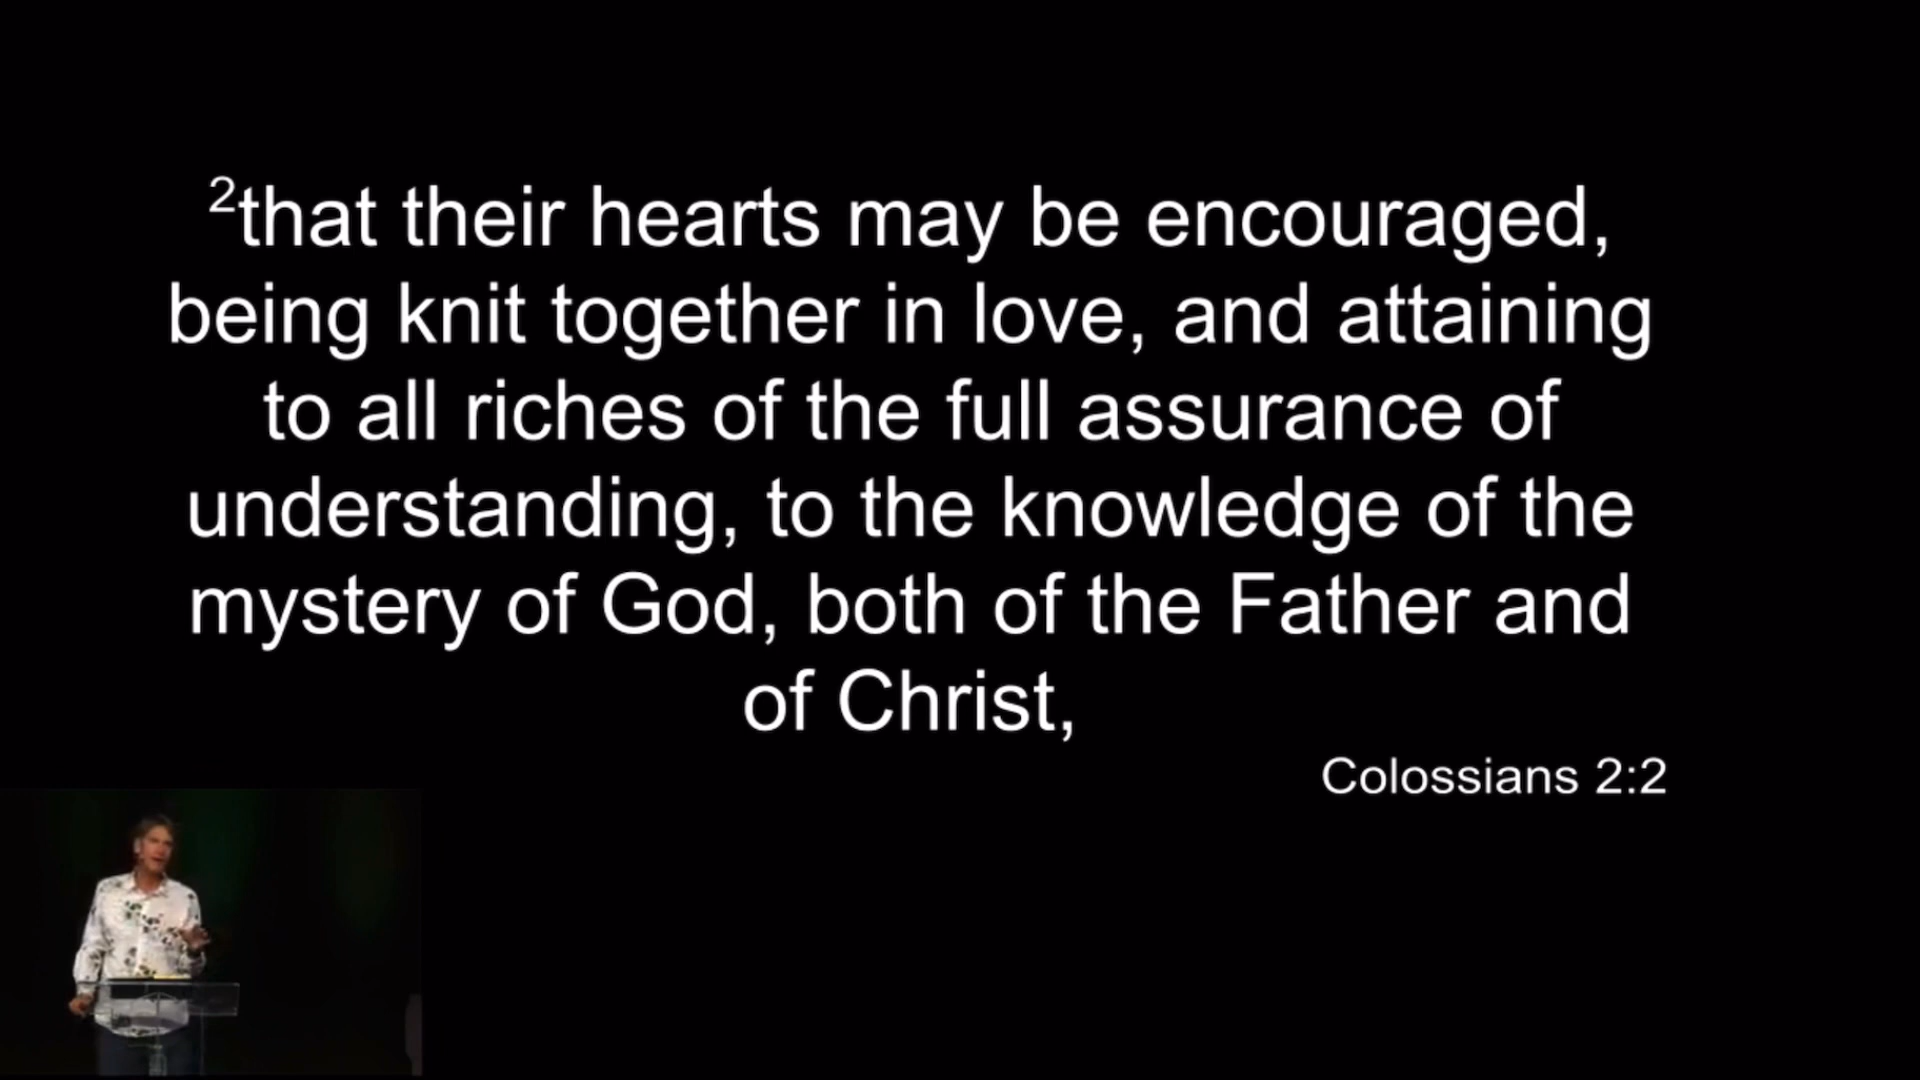 ²that their hearts may be encouraged,
being knit together in love, and attaining
to all riches of the full assurance of
understanding, to the knowledge of the
mystery of God, both of the Father and
of Christ,
Colossians 2:2